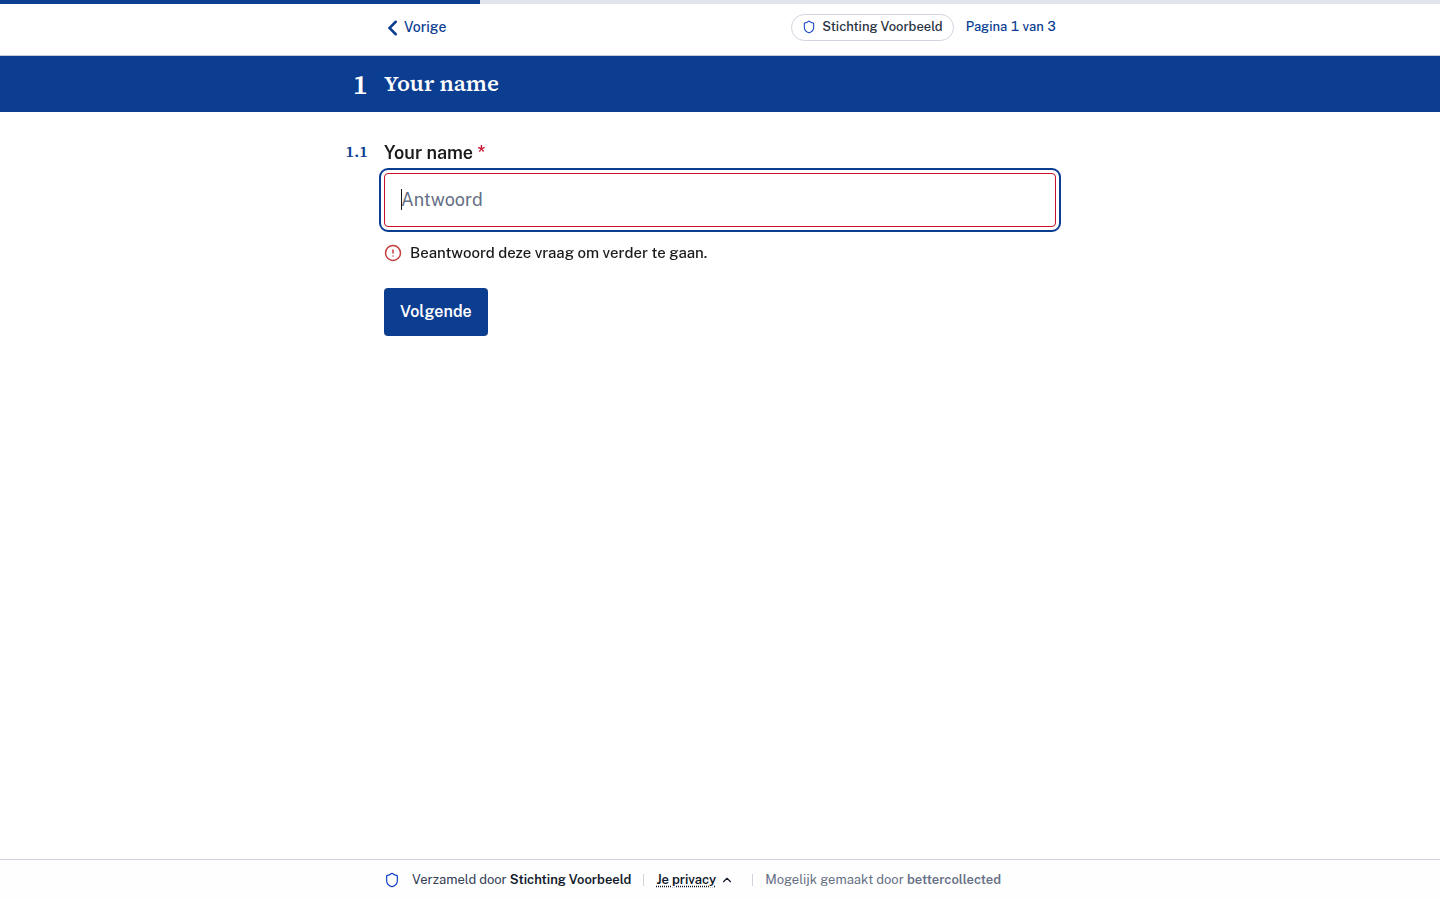 Vorige
Stichting Voorbeeld
Pagina 1 van 3
1 Your name
1.1 Your name *
Antwoord
Beantwoord deze vraag om verder te gaan.
Volgende
Verzameld door Stichting Voorbeeld
Je privacy
Mogelijk gemaakt door bettercollected